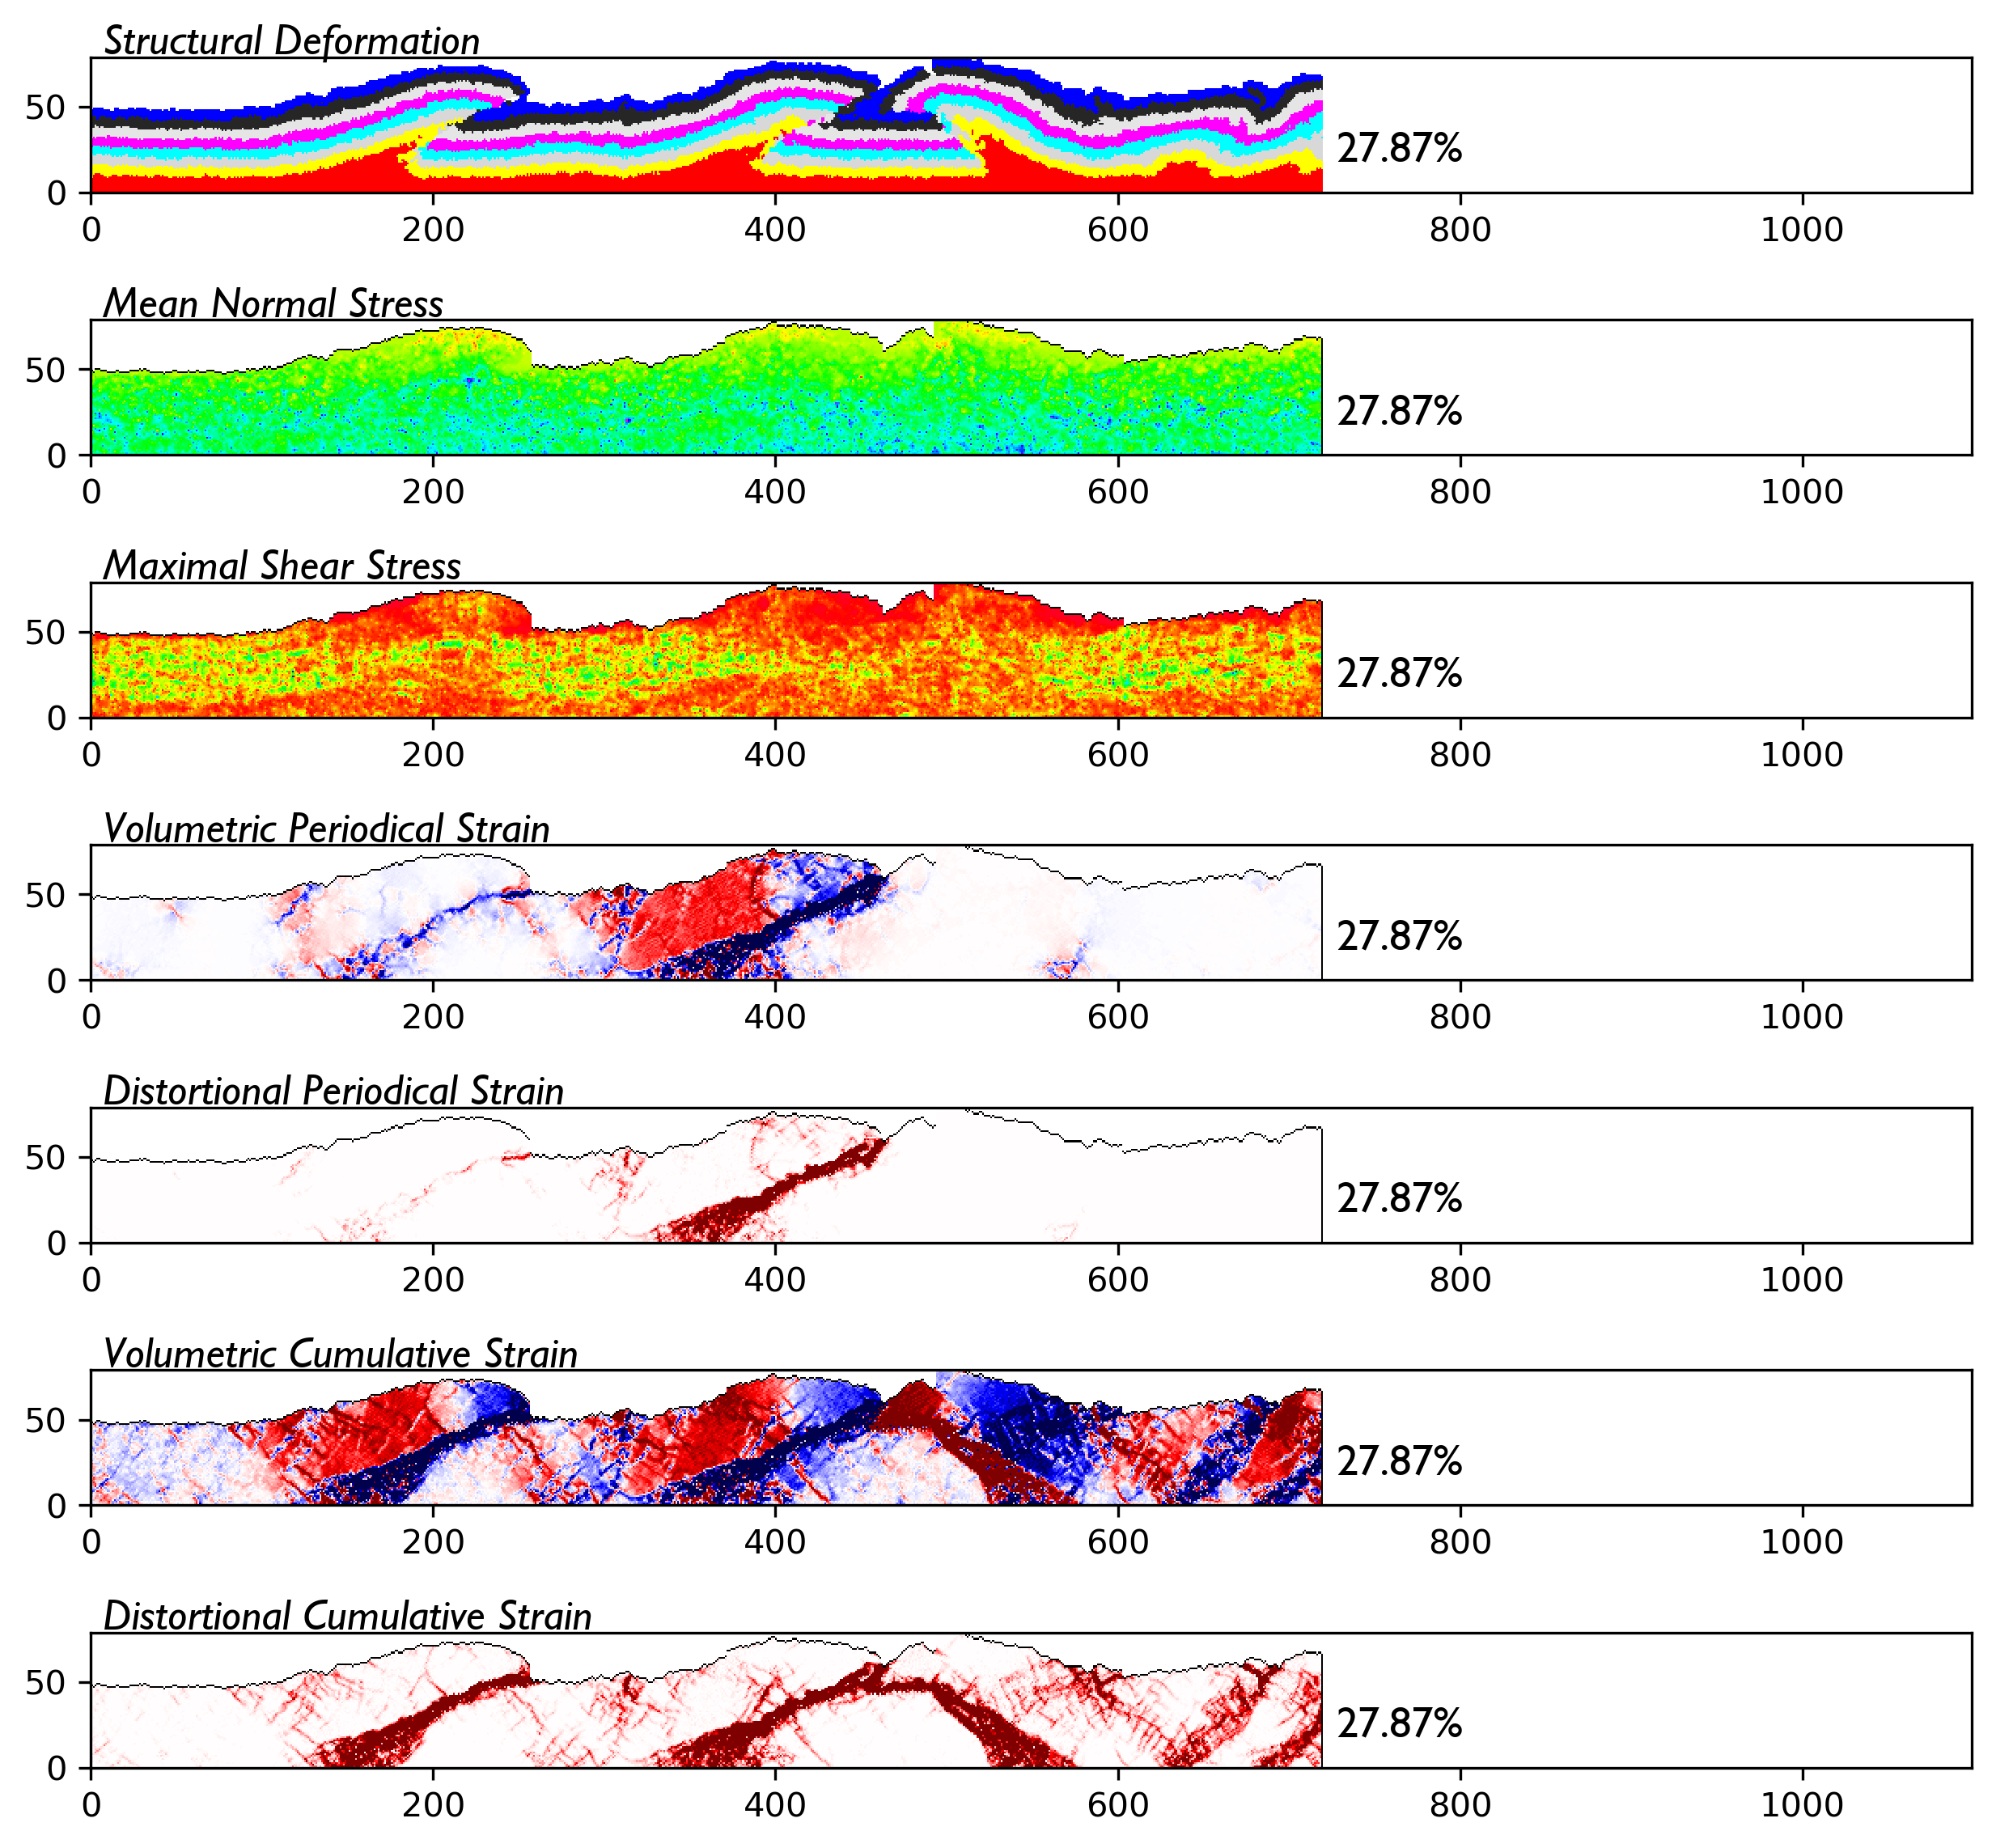 Structural Deformation
50
0
27.87%
0 200 400 600 800 1000
Mean Normal Stress
50
0
27.87%
0 200 400 600 800 1000
Maximal Shear Stress
50
0
27.87%
0 200 400 600 800 1000
Volumetric Periodical Strain
50
0
27.87%
0 200 400 600 800 1000
Distortional Periodical Strain
50
0
27.87%
0 200 400 600 800 1000
Volumetric Cumulative Strain
50
0
27.87%
0 200 400 600 800 1000
Distortional Cumulative Strain
50
0
27.87%
0 200 400 600 800 1000